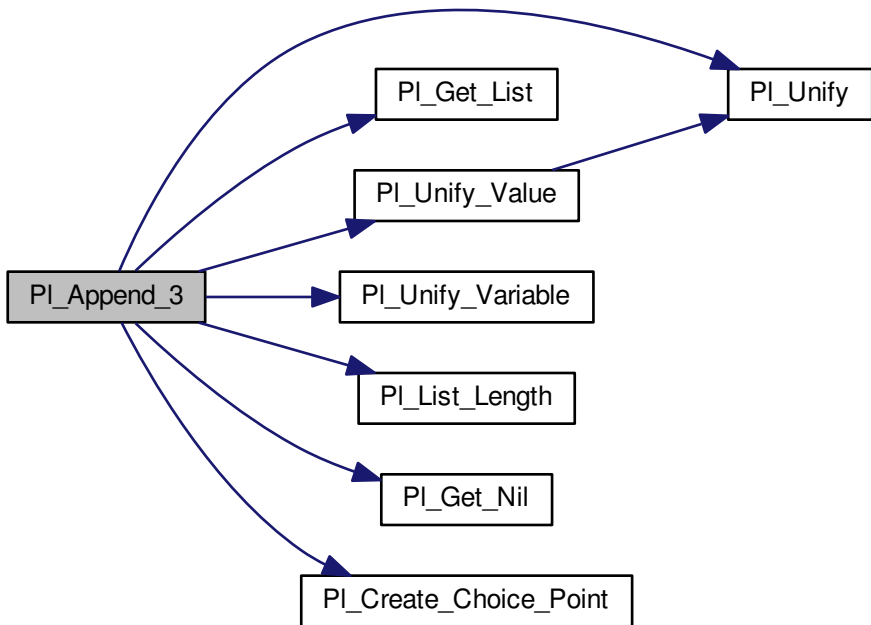 Pl_Get_List
Pl_Unify
Pl_Unify_Value
Pl_Append_3
Pl_Unify_Variable
Pl_List_Length
Pl_Get_Nil
Pl_Create_Choice_Point